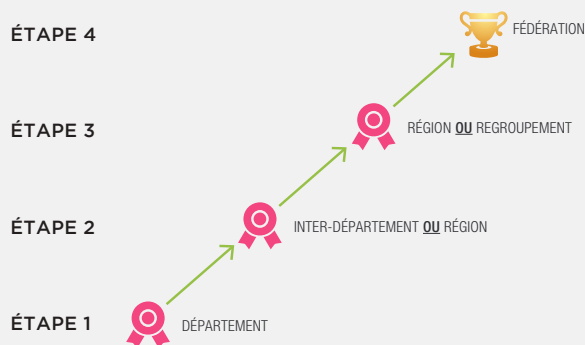 ÉTAPE 4 FÉDÉRATION
ÉTAPE 3 RÉGION OU REGROUPEMENT
ÉTAPE 2 INTER-DÉPARTEMENT OU RÉGION
ÉTAPE 1 DÉPARTEMENT